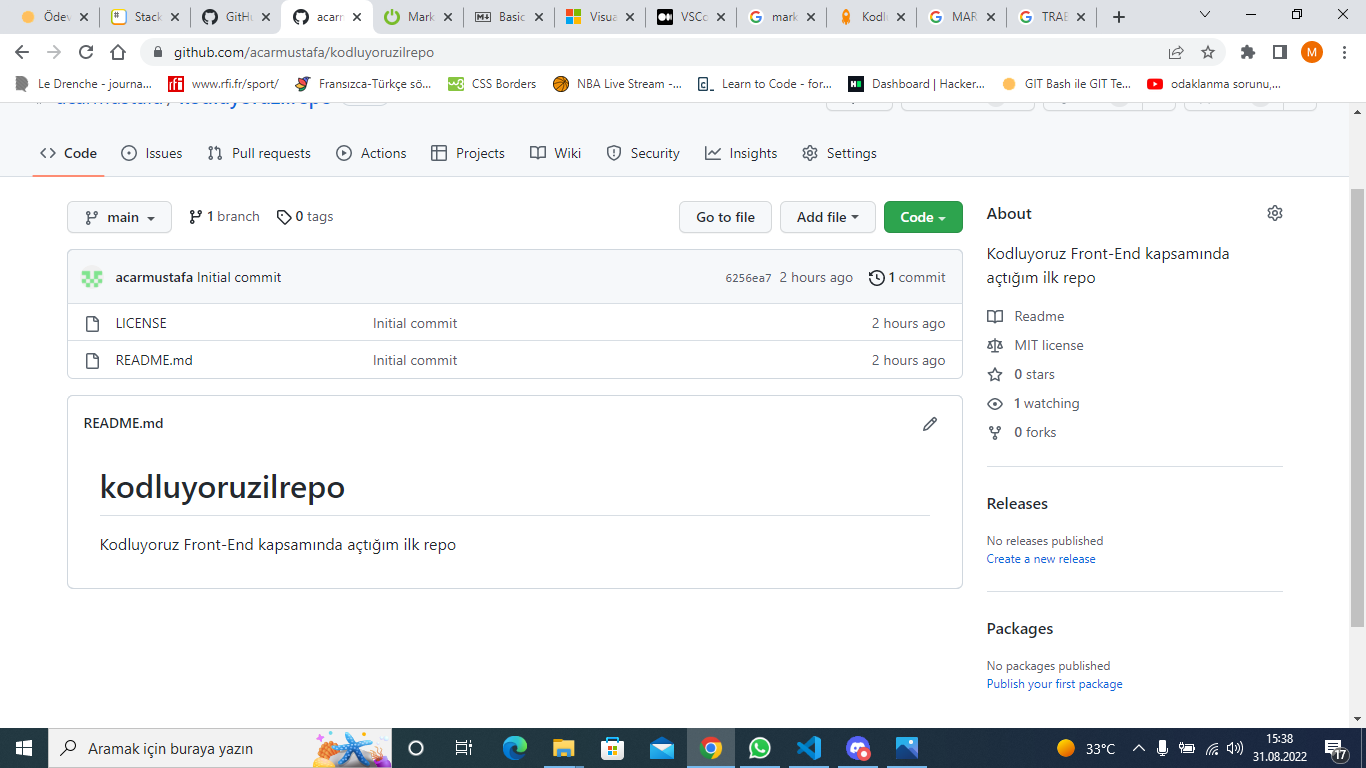 Ödev
Stack
GitHu
acarm
Mark
Basic
Visua
VSCo
mark
Kodl
MAR
TRAE
github.com/acarmustafa/kodluyoruzilrepo
M
Le Drenche - journa...
www.rfi.fr/sport/
Fransızca-Türkçe sö...
CSS Borders
NBA Live Stream -...
Learn to Code - for...
Dashboard | Hacker...
GIT Bash ile GIT Te...
odaklanma sorunu,...
acarmustafa / kodluyoruzilrepo
Code
Issues
Pull requests
Actions
Projects
Wiki
Security
Insights
Settings
main
1 branch
0 tags
Go to file
Add file
Code
acarmustafa Initial commit
6256ea7 2 hours ago
1 commit
LICENSE
Initial commit
2 hours ago
README.md
Initial commit
2 hours ago
README.md
kodluyoruzilrepo
Kodluyoruz Front-End kapsamında açtığım ilk repo
About
Kodluyoruz Front-End kapsamında
açtığım ilk repo
Readme
MIT license
0 stars
1 watching
0 forks
Releases
No releases published
Create a new release
Packages
No packages published
Publish your first package
Aramak için buraya yazın
33°C
15:38
31.08.2022
17